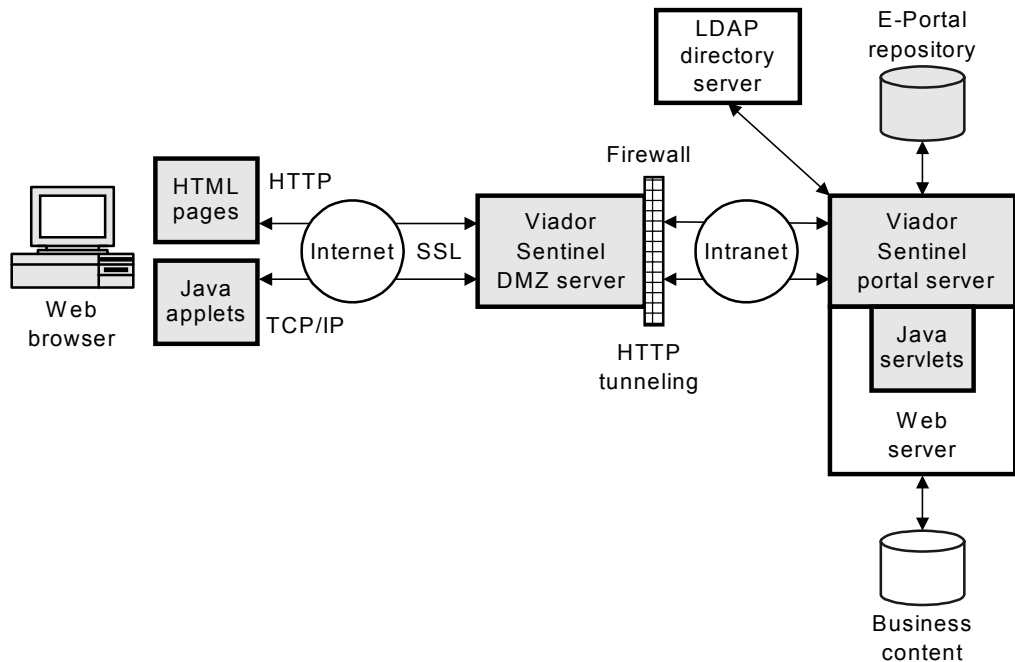 LDAP
directory
server
E-Portal
repository
Firewall
HTML
pages
HTTP
Internet
SSL
Viador
Sentinel
DMZ server
Intranet
Viador
Sentinel
portal server
Java
applets
TCP/IP
Web
browser
HTTP
tunneling
Java
servlets
Web
server
Business
content